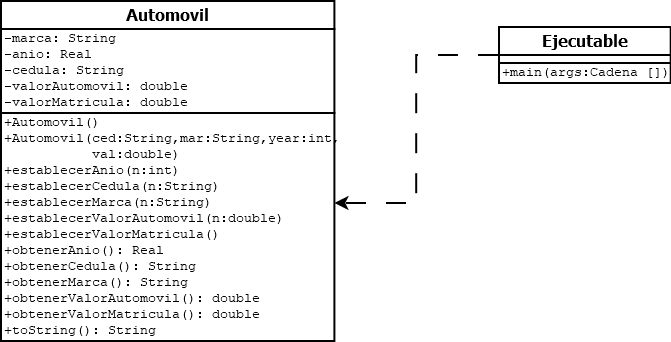 Automovil
-marca: String
-anio: Real
-cedula: String
-valorAutomovil: double
-valorMatricula: double
+Automovil()
+Automovil(ced:String,mar:String,year:int,
val:double)
+establecerAnio(n:int)
+establecerCedula(n:String)
+establecerMarca(n:String)
+establecerValorAutomovil(n:double)
+establecerValorMatricula()
+obtenerAnio(): Real
+obtenerCedula(): String
+obtenerMarca(): String
+obtenerValorAutomovil(): double
+obtenerValorMatricula(): double
+toString(): String
Ejecutable
+main(args:Cadena [])